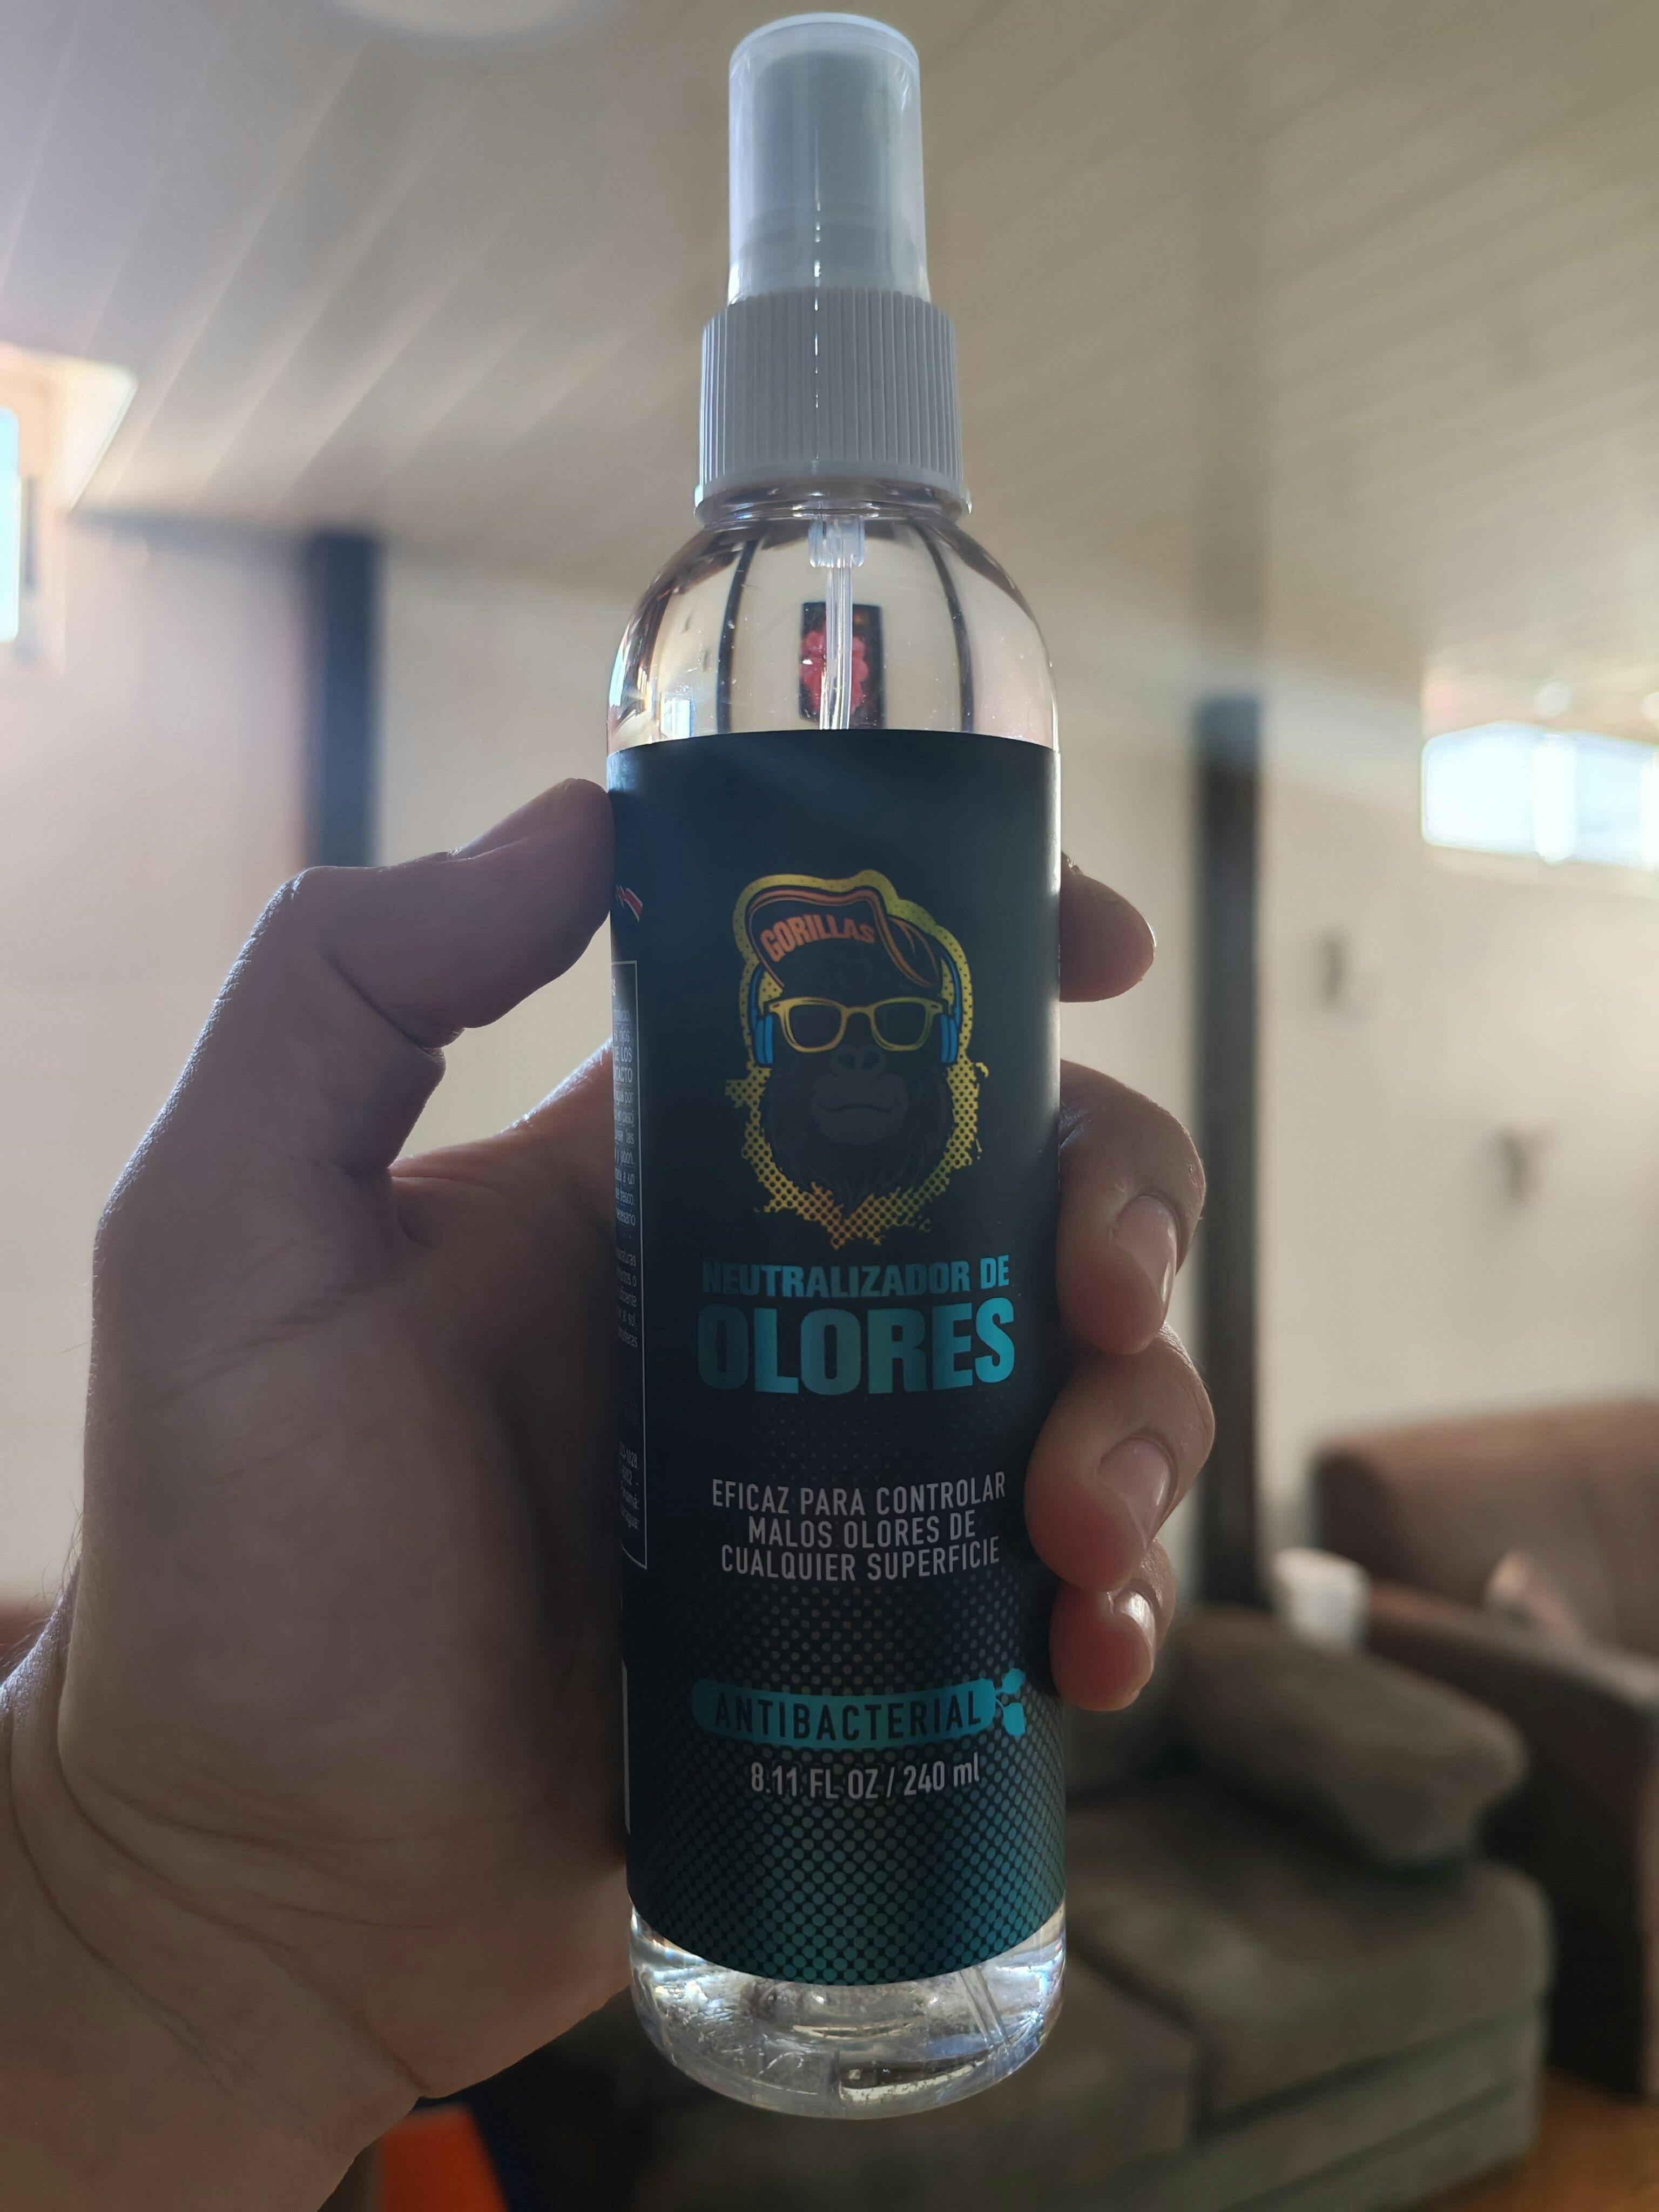 GORILLAS
NEUTRALIZADOR DE
OLORES
EFICAZ PARA CONTROLAR
MALOS OLORES DE
CUALQUIER SUPERFICIE
ANTIBACTERIAL
8.11 FL OZ / 240 ml